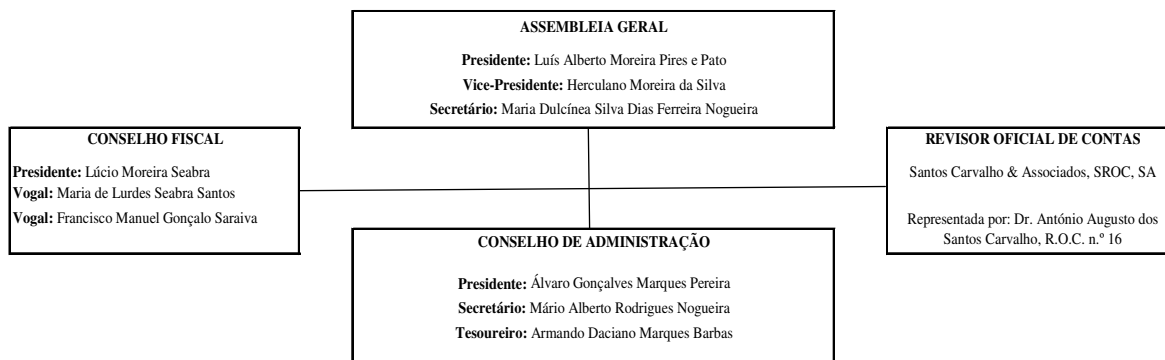 ASSEMBLEIA GERAL
Presidente: Luís Alberto Moreira Pires e Pato
Vice-Presidente: Herculano Moreira da Silva
Secretário: Maria Dulcínea Silva Dias Ferreira Nogueira
CONSELHO FISCAL
Presidente: Lúcio Moreira Seabra
Vogal: Maria de Lurdes Seabra Santos
Vogal: Francisco Manuel Gonçalo Saraiva
REVISOR OFICIAL DE CONTAS
Santos Carvalho & Associados, SROC, SA
Representada por: Dr. António Augusto dos
Santos Carvalho, R.O.C. n.º 16
CONSELHO DE ADMINISTRAÇÃO
Presidente: Álvaro Gonçalves Marques Pereira
Secretário: Mário Alberto Rodrigues Nogueira
Tesoureiro: Armando Daciano Marques Barbas